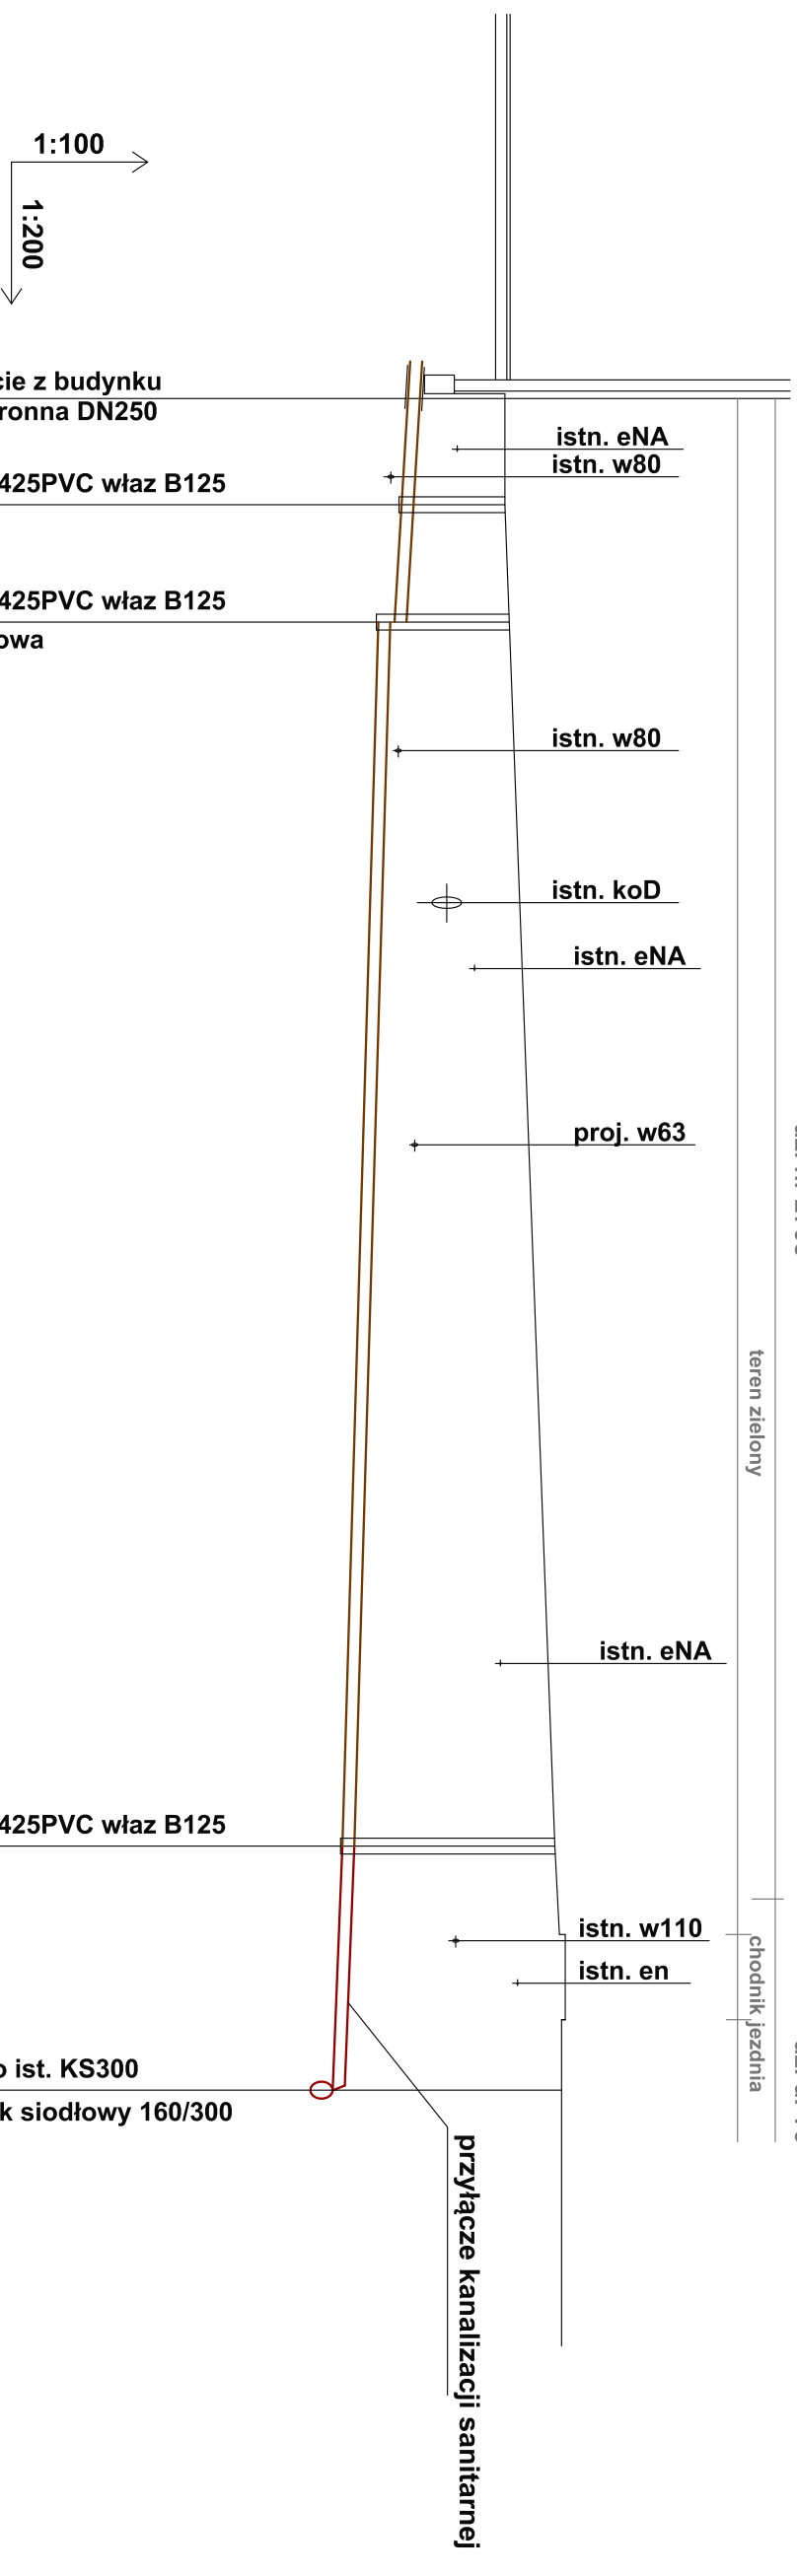 1:100
1:200
cie z budynku
ronna DN250
istn. eNA
istn. w80
425PVC właz B125
425PVC właz B125
owa
istn. w80
istn. koD
istn. eNA
proj. w63
teren zielony
istn. eNA
425PVC właz B125
istn. w110
istn. en
chodnik
jezdnia
o ist. KS300
k siodłowy 160/300
przyłącze kanalizacji sanitarnej